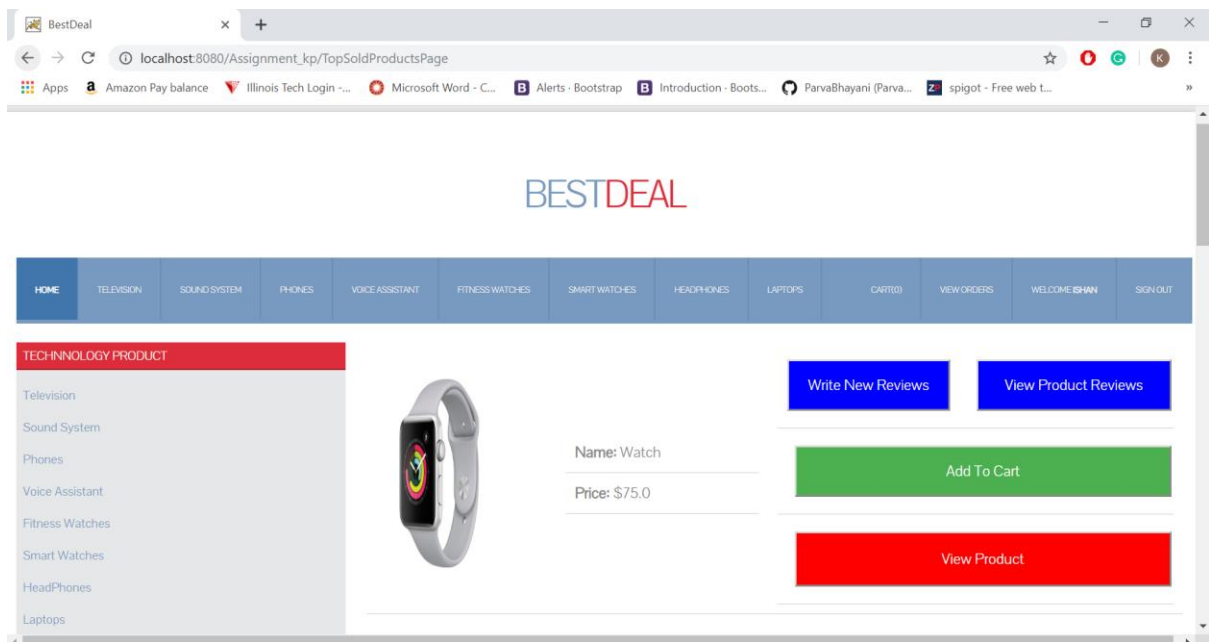 BestDeal
localhost:8080/Assignment_kp/TopSoldProductsPage
K
Apps
a Amazon Pay balance
Illinois Tech Login -...
Microsoft Word - C...
B Alerts · Bootstrap
B Introduction · Boots...
ParvaBhayani (Parva...
spigot - Free web t...
»
BESTDEAL
HOME TELEVISION SOUND SYSTEM PHONES VOICE ASSISTANT FITNESS WATCHES SMART WATCHES HEADPHONES LAPTOPS CART(0) VIEW ORDERS WELCOME ISHAN SIGN OUT
TECHNNOLOGY PRODUCT
Television
Sound System
Phones
Voice Assistant
Fitness Watches
Smart Watches
HeadPhones
Laptops
Name: Watch
Price: $75.0
Write New Reviews
View Product Reviews
Add To Cart
View Product